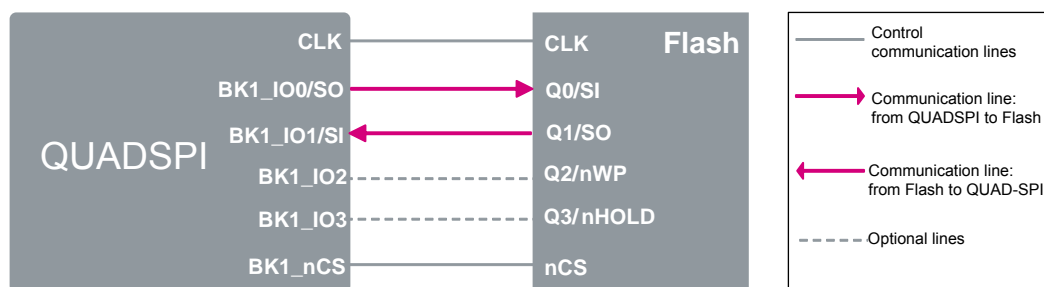 CLK
BK1_IO0/SO
BK1_IO1/SI
QUADSPI
BK1_IO2
BK1_IO3
BK1_nCS
CLK
Flash
Q0/SI
Q1/SO
Q2/nWP
Q3/nHOLD
nCS
Control
communication lines
Communication line:
from QUADSPI to Flash
Communication line:
from Flash to QUAD-SPI
Optional lines